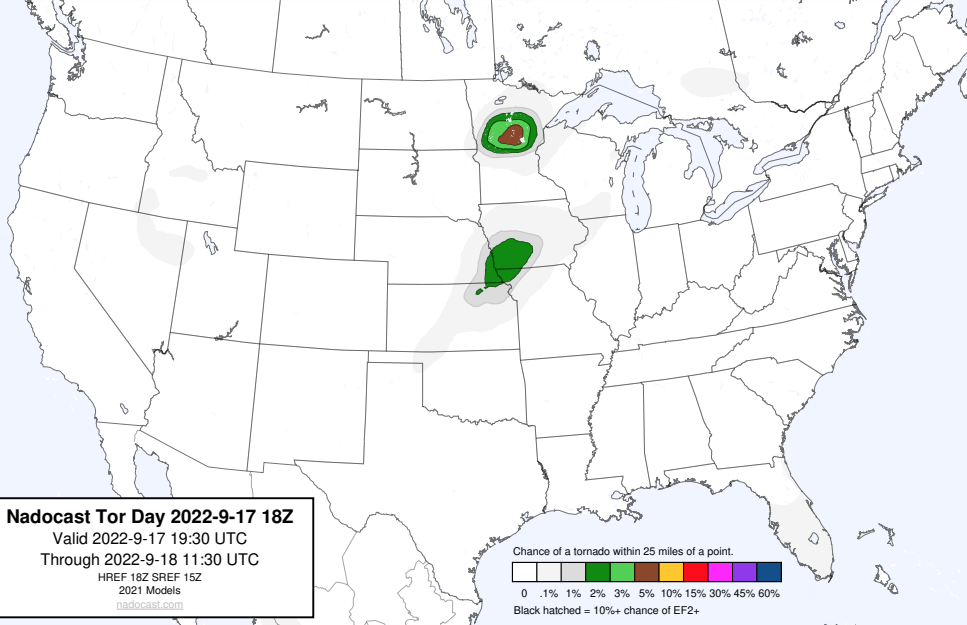 Nadocast Tor Day 2022-9-17 18Z
Valid 2022-9-17 19:30 UTC
Through 2022-9-18 11:30 UTC
HREF 18Z SREF 15Z
2021 Models
nadocast.com
Chance of a tornado within 25 miles of a point.
0 .1% 1% 2% 3% 5% 10% 15% 30% 45% 60%
Black hatched = 10%+ chance of EF2+